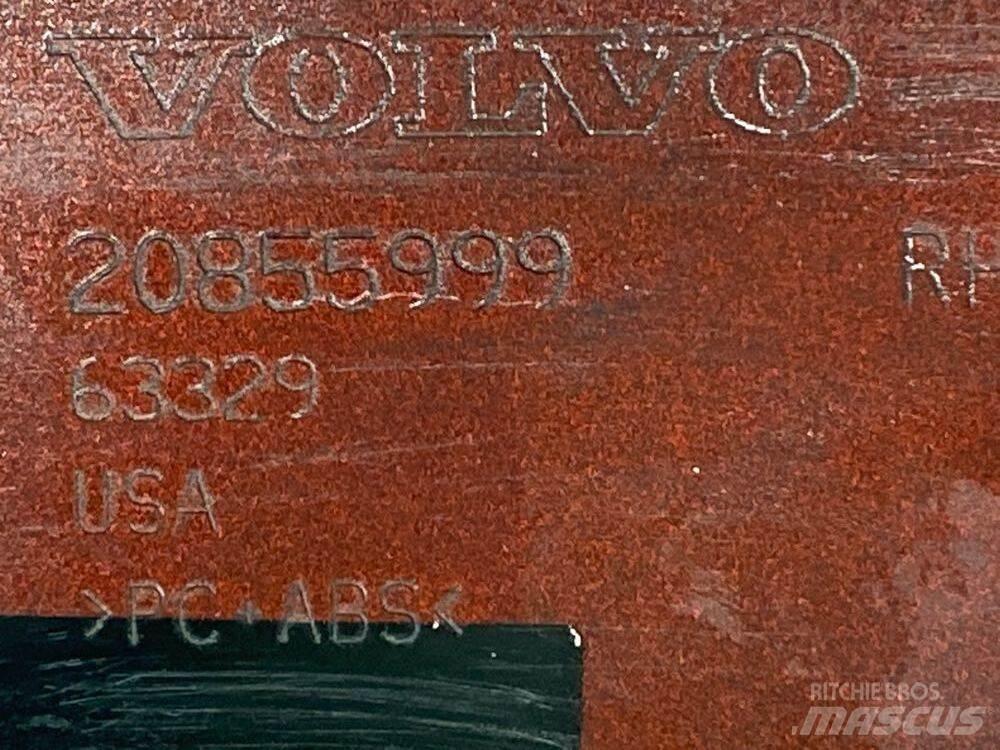 VOLVO
20855999 RH
63329
USA
>PC+ABS<
RITCHIE BROS.
MASCUS